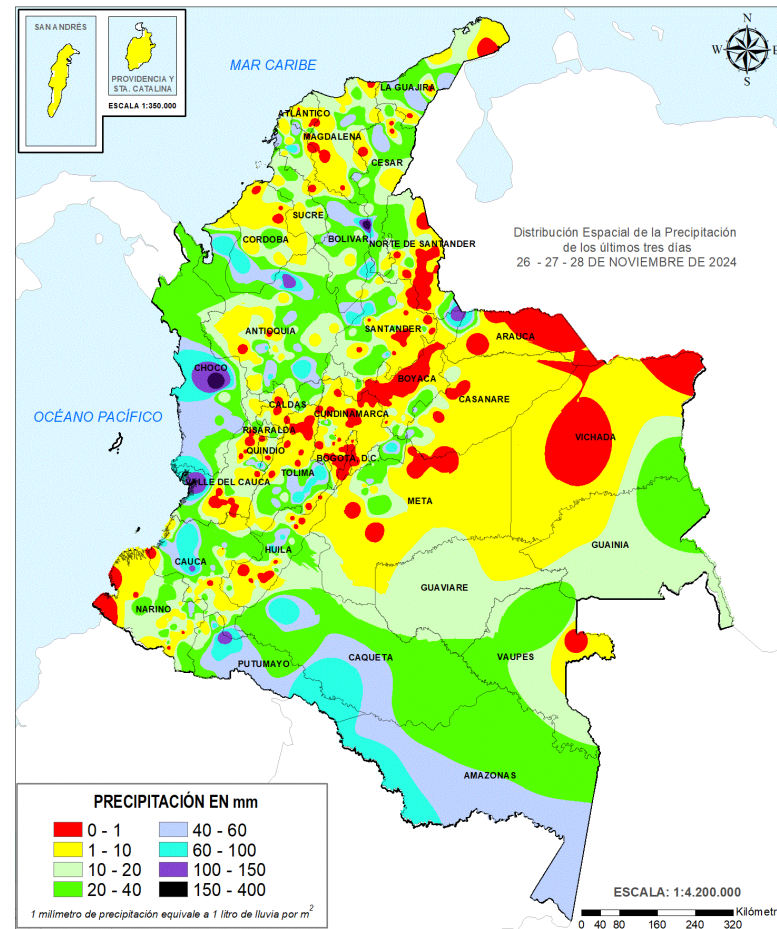 SAN ANDRÉS
PROVIDENCIA Y
STA. CATALINA
ESCALA 1:350.000
MAR CARIBE
N
W
E
S
LA GUAJIRA
ATLÁNTICO
MAGDALENA
CESAR
SUCRE
CORDOBA
BOLIVAR
NORTE DE SANTANDER
Distribución Espacial de la Precipitación
de los últimos tres días
26 - 27 - 28 DE NOVIEMBRE DE 2024
ANTIOQUIA
SANTANDER
ARAUCA
CHOCO
BOYACA
CASANARE
OCÉANO PACÍFICO
CALDAS
CUNDINAMARCA
RISARALDA
VICHADA
QUINDIO
BOGOTA, D.C.
TOLIMA
VALLE DEL CAUCA
META
GUAINIA
HUILA
CAUCA
GUAVIARE
NARIÑO
CAQUETA
VAUPES
PUTUMAYO
AMAZONAS
PRECIPITACIÓN EN mm
0 - 1
40 - 60
1 - 10
60 - 100
10 - 20
100 - 150
20 - 40
150 - 400
1 milímetro de precipitación equivale a 1 litro de lluvia por m²
ESCALA: 1:4.200.000
0 40 80 160 240 320
Kilómetr